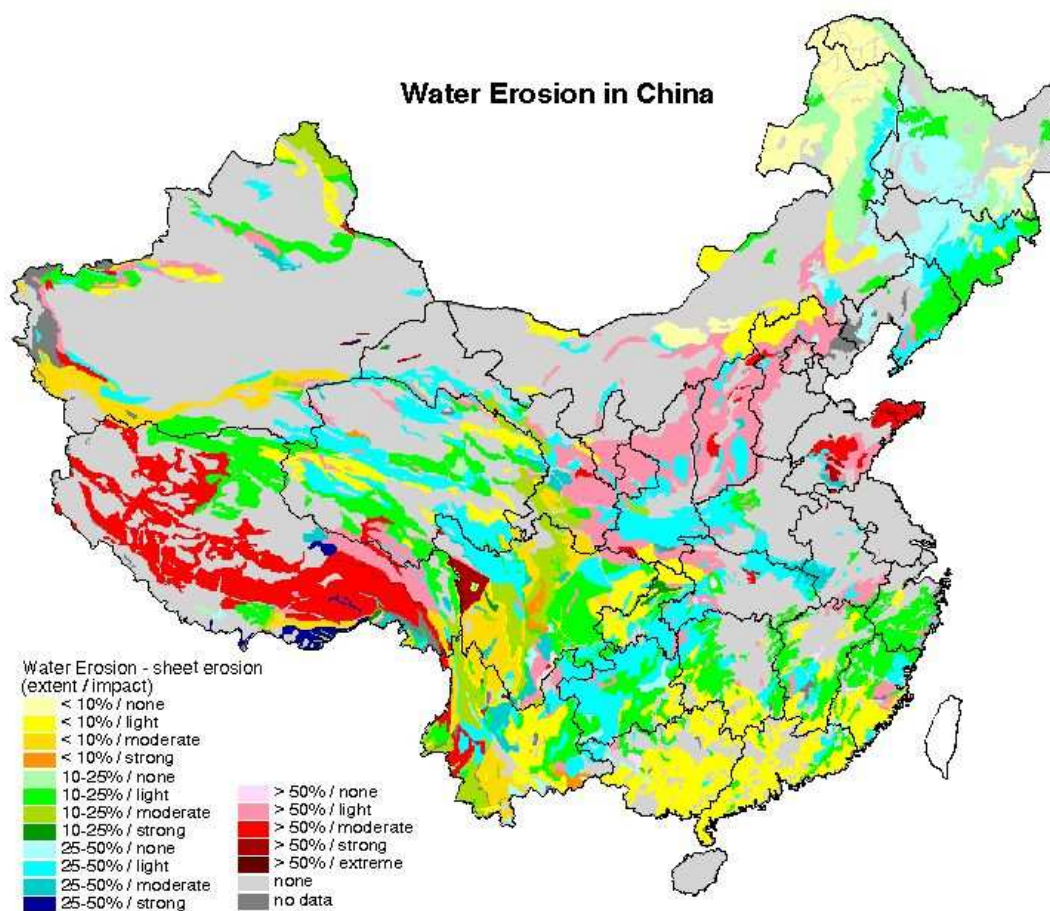 Water Erosion in China
Water Erosion - sheet erosion
(extent / impact)
< 10% / none
< 10% / light
< 10% / moderate
< 10% / strong
10-25% / none
10-25% / light
10-25% / moderate
10-25% / strong
25-50% / none
25-50% / light
25-50% / moderate
25-50% / strong
> 50% / none
> 50% / light
> 50% / moderate
> 50% / strong
> 50% / extreme
none
no data